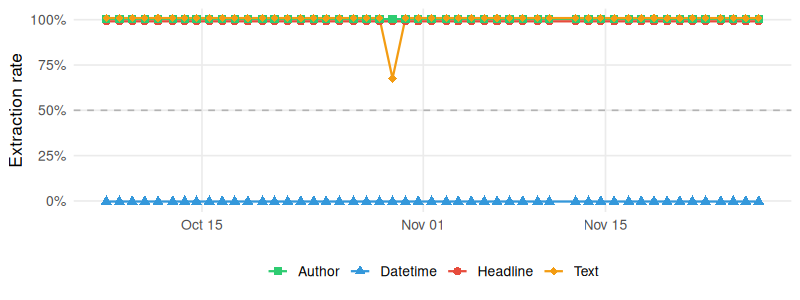 Extraction rate
100%
75%
50%
25%
0%
Oct 15 Nov 01 Nov 15
Author Datetime Headline Text